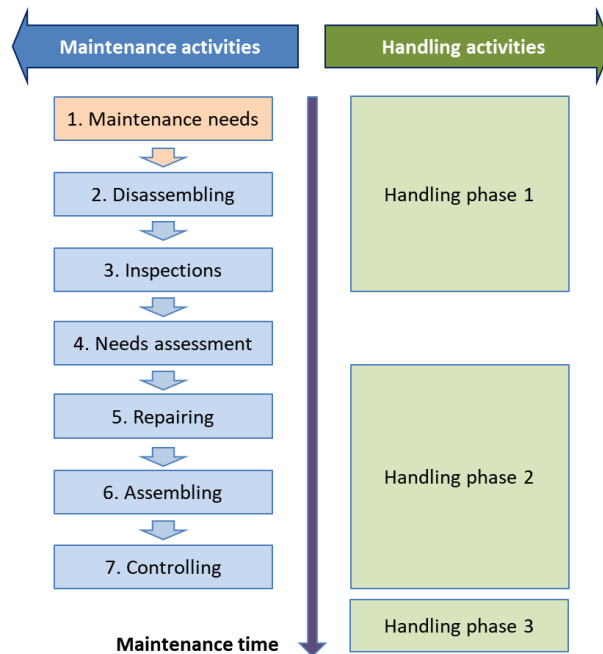 Maintenance activities
Handling activities
1. Maintenance needs
2. Disassembling
3. Inspections
4. Needs assessment
5. Repairing
6. Assembling
7. Controlling
Handling phase 1
Handling phase 2
Handling phase 3
Maintenance time